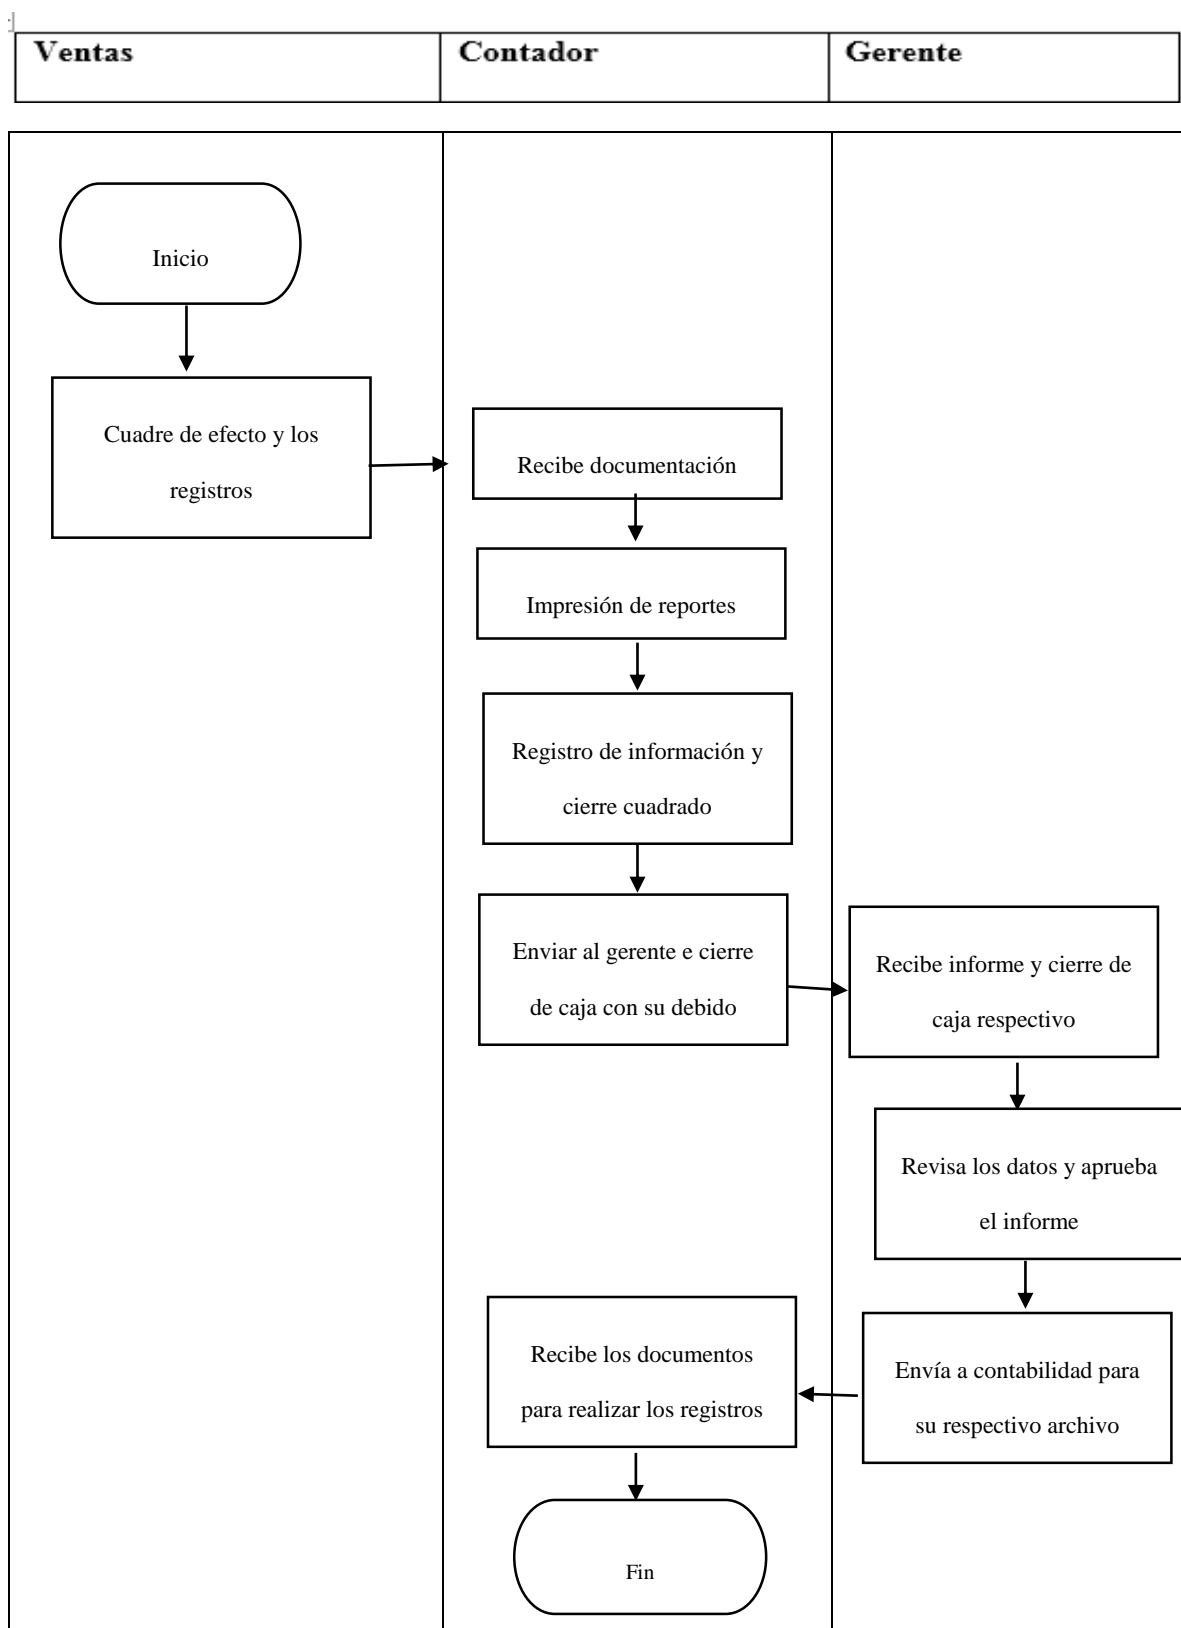 Ventas Contador Gerente
Inicio
Cuadre de efecto y los
registros
Recibe documentación
Impresión de reportes
Registro de información y
cierre cuadrado
Enviar al gerente e cierre
de caja con su debido
Recibe informe y cierre de
caja respectivo
Revisa los datos y aprueba
el informe
Envía a contabilidad para
su respectivo archivo
Recibe los documentos
para realizar los registros
Fin